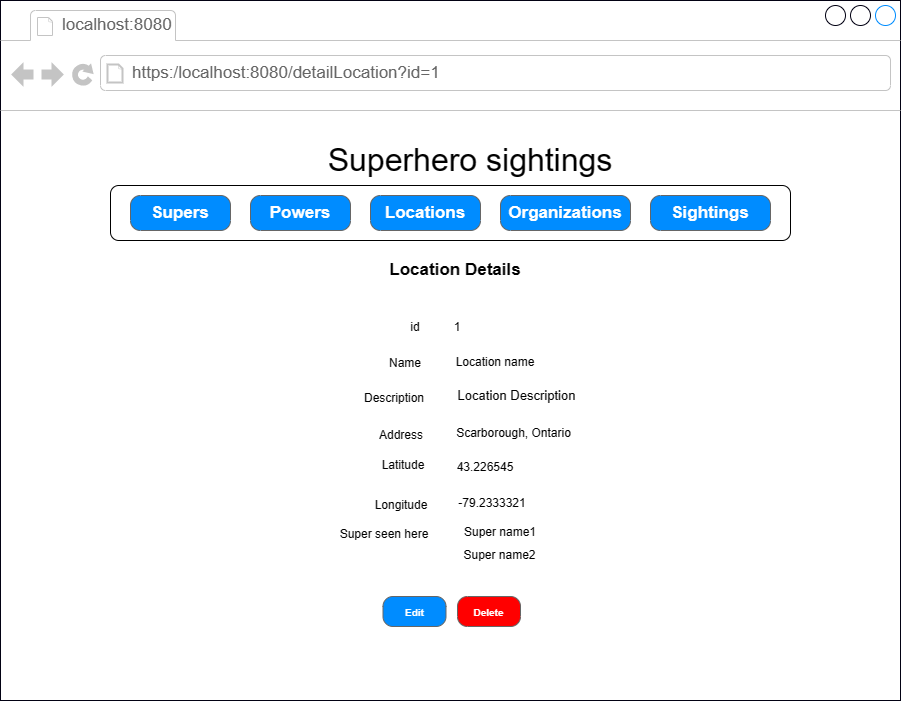 localhost:8080
https:/localhost:8080/detailLocation?id=1
Superhero sightings
Supers Powers Locations Organizations Sightings
Location Details
id 1
Name Location name
Description Location Description
Address Scarborough, Ontario
Latitude 43.226545
Longitude -79.2333321
Super seen here Super name1
Super name2
Edit Delete